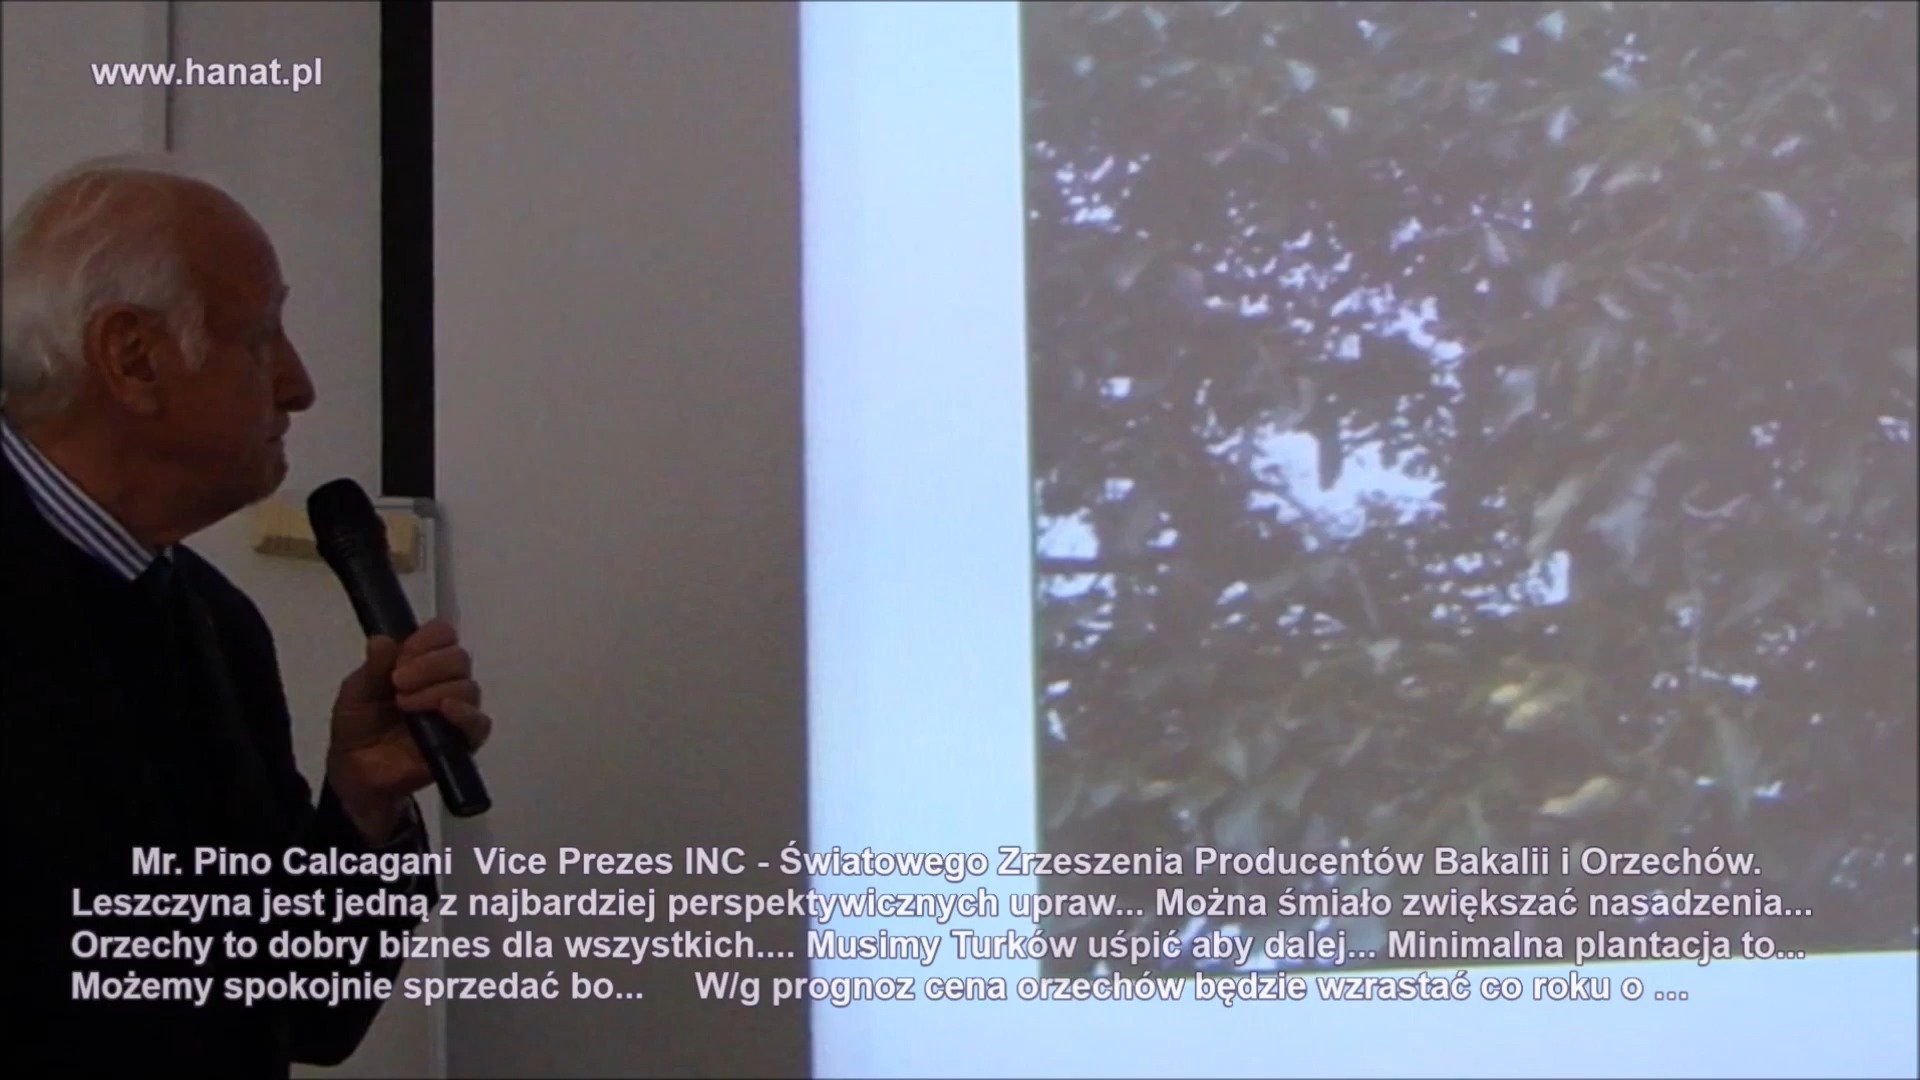 www.hanat.pl
Mr. Pino Calcagani Vice Prezes INC - Światowego Zrzeszenia Producentów Bakalii i Orzechów.
Leszczyna jest jedną z najbardziej perspektywicznych upraw... Można śmiało zwiększać nasadzenia...
Orzechy to dobry biznes dla wszystkich.... Musimy Turków uśpić aby dalej... Minimalna plantacja to...
Możemy spokojnie sprzedać bo... W/g prognoz cena orzechów będzie wzrastać co roku o ...